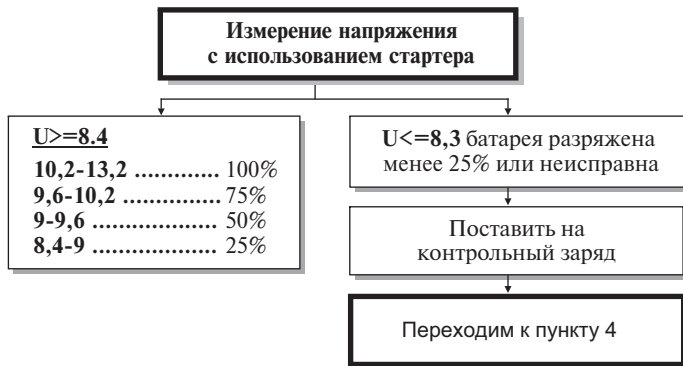 Измерение напряжения
с использованием стартера
U>=8.4
10,2-13,2 ............. 100%
9,6-10,2 ................ 75%
9-9,6 ..................... 50%
8,4-9 ..................... 25%
U<=8,3 батарея разряжена
менее 25% или неисправна
Поставить на
контрольный заряд
Переходим к пункту 4